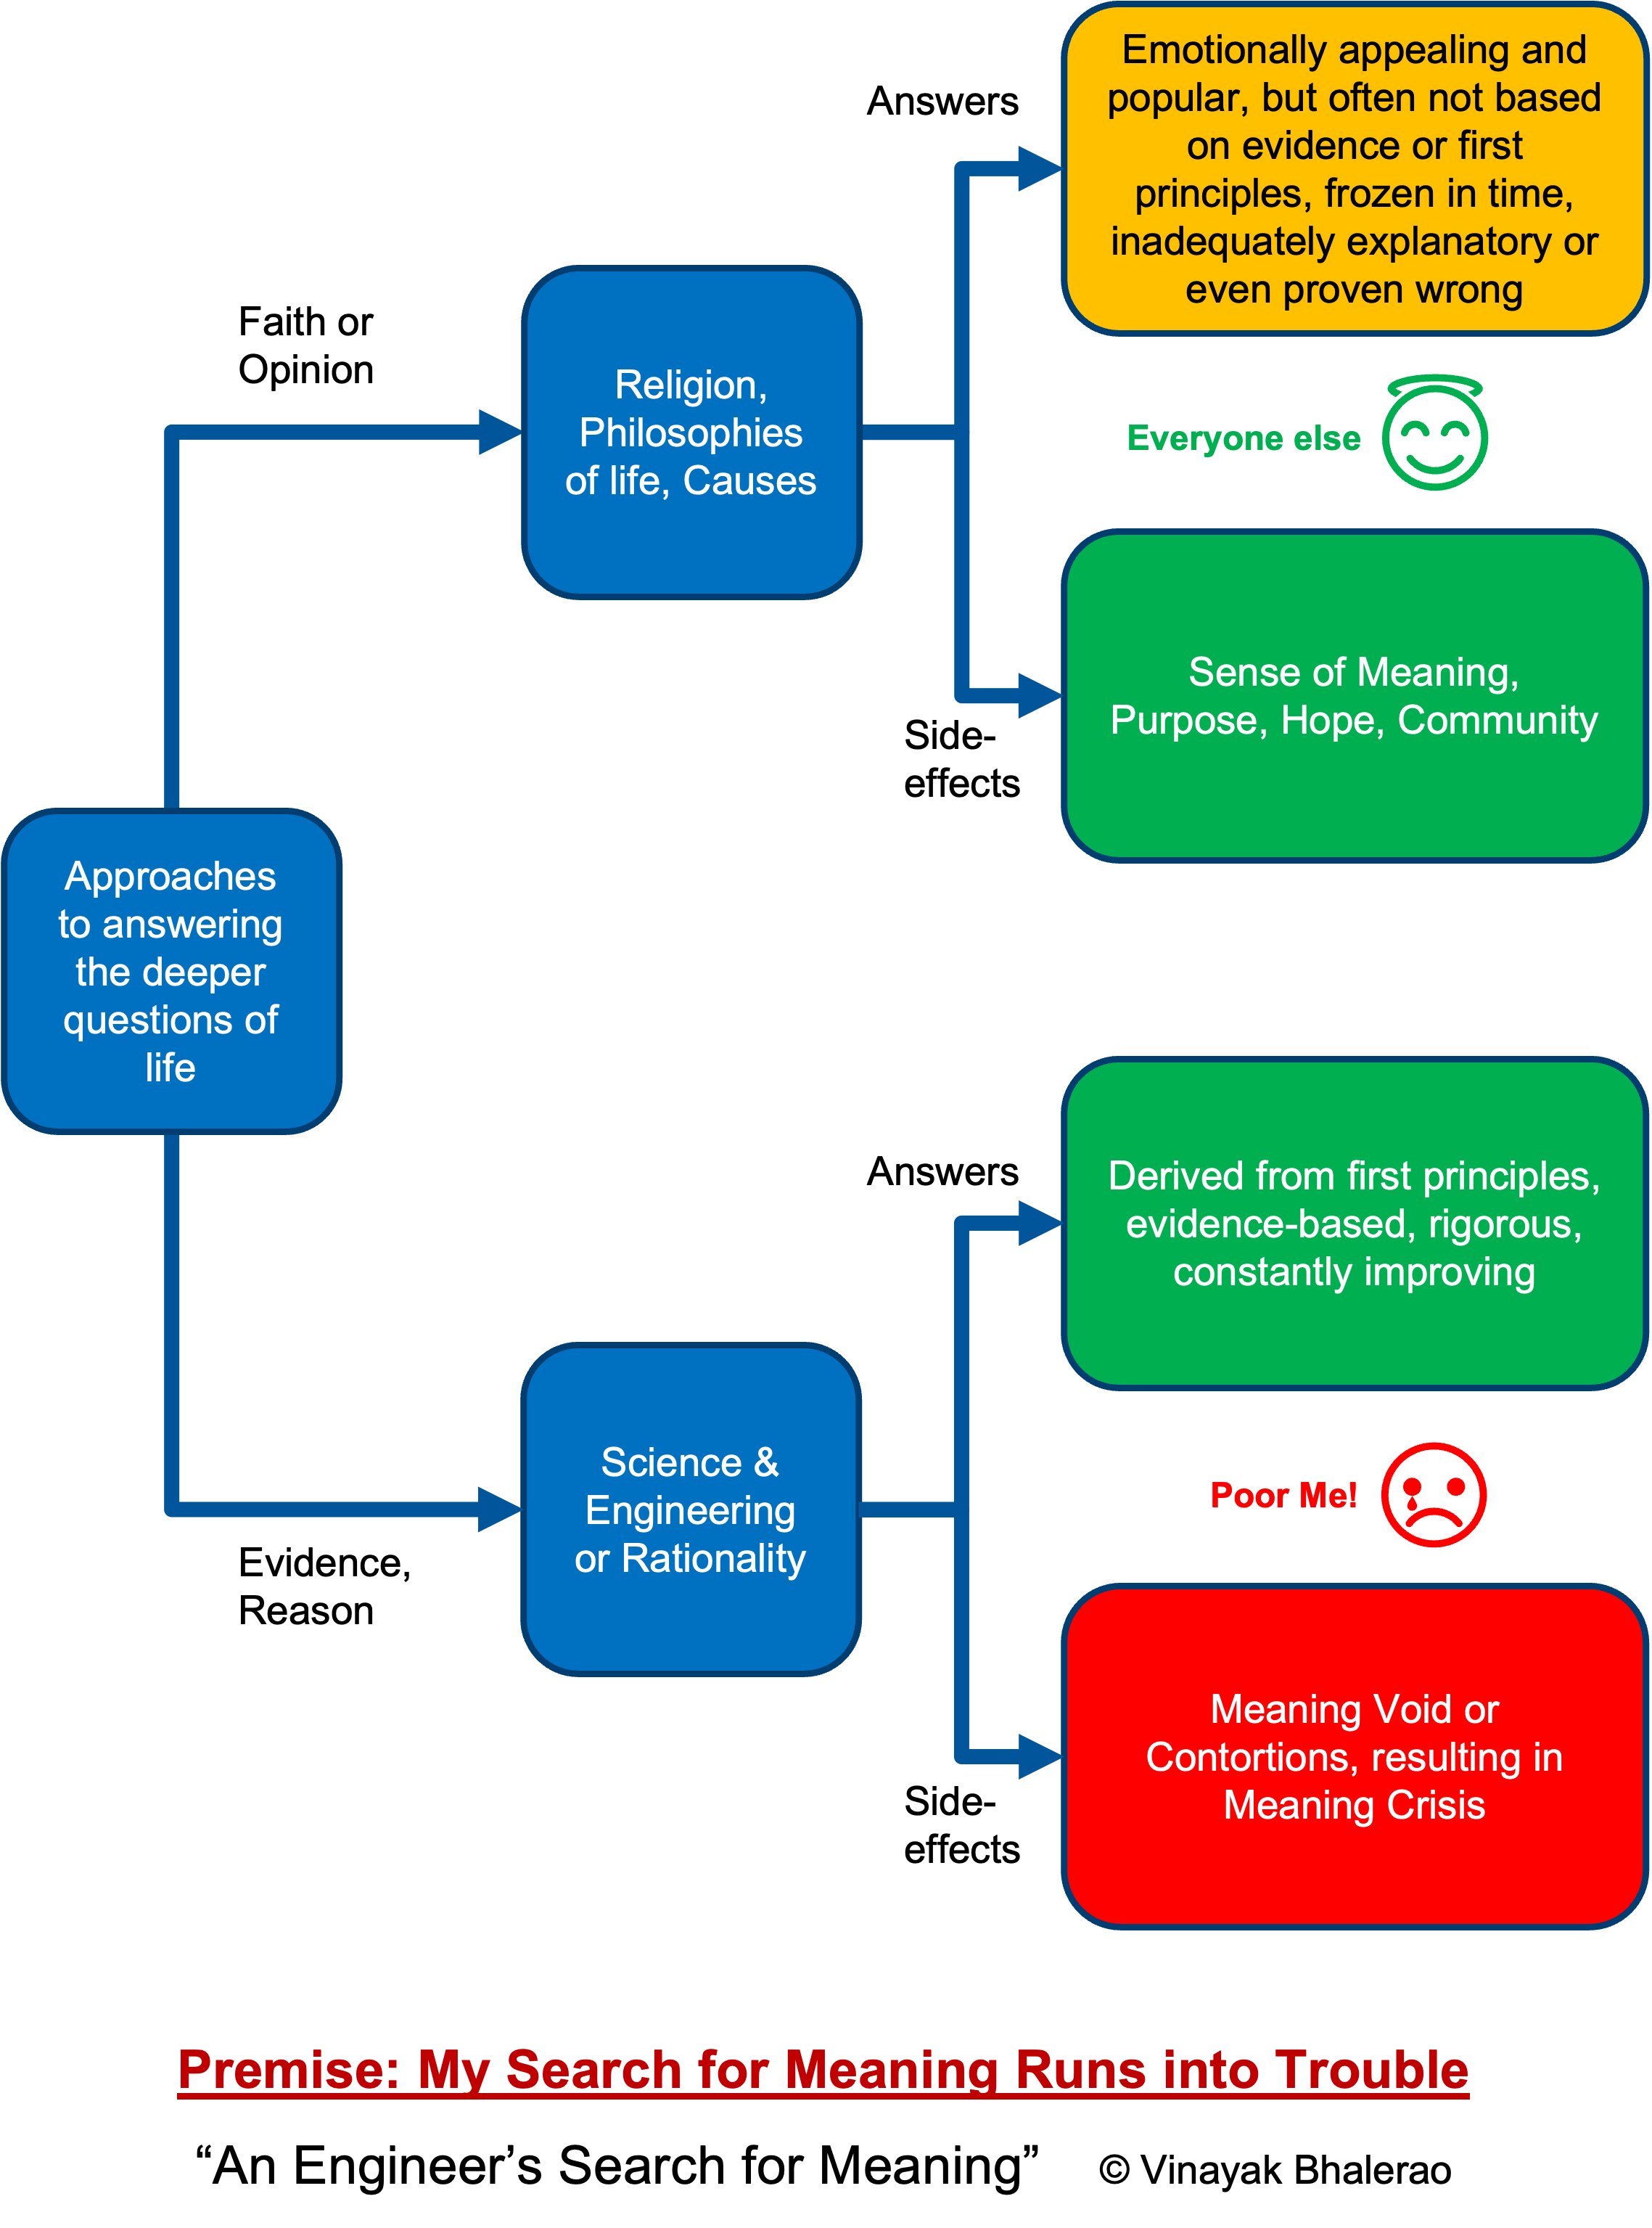 Emotionally appealing and
popular, but often not based
on evidence or first
principles, frozen in time,
inadequately explanatory or
even proven wrong
Answers
Faith or
Opinion
Religion,
Philosophies
of life, Causes
Everyone else
Sense of Meaning,
Purpose, Hope, Community
Side-
effects
Approaches
to answering
the deeper
questions of
life
Answers
Derived from first principles,
evidence-based, rigorous,
constantly improving
Science &
Engineering
or Rationality
Evidence,
Reason
Poor Me!
Meaning Void or
Contortions, resulting in
Meaning Crisis
Side-
effects
Premise: My Search for Meaning Runs into Trouble
“An Engineer’s Search for Meaning” © Vinayak Bhalerao